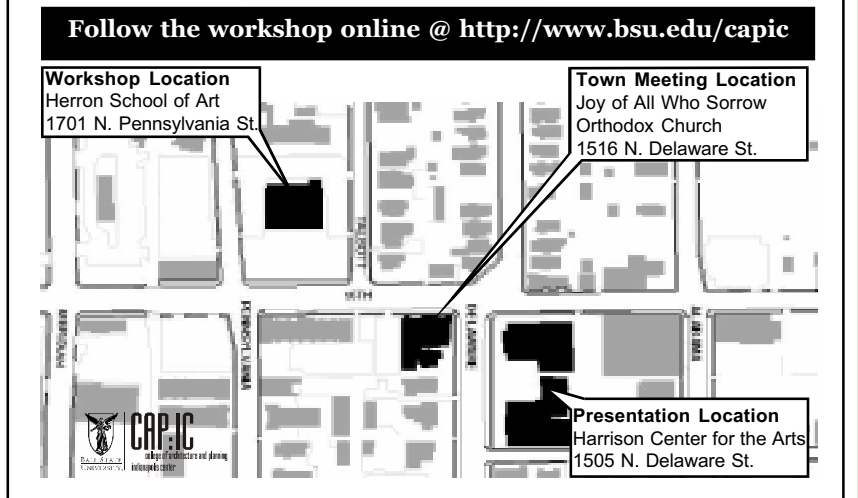 Follow the workshop online @ http://www.bsu.edu/capic
Workshop Location
Herron School of Art
1701 N. Pennsylvania St.
Town Meeting Location
Joy of All Who Sorrow
Orthodox Church
1516 N. Delaware St.
TALBOTT
16TH
MERIDIAN
PENNSYLVANIA
DELAWARE
Presentation Location
Harrison Center for the Arts
1505 N. Delaware St.
BALL STATE
UNIVERSITY.
CAP:IC
college of architecture and planning
indianapolis center